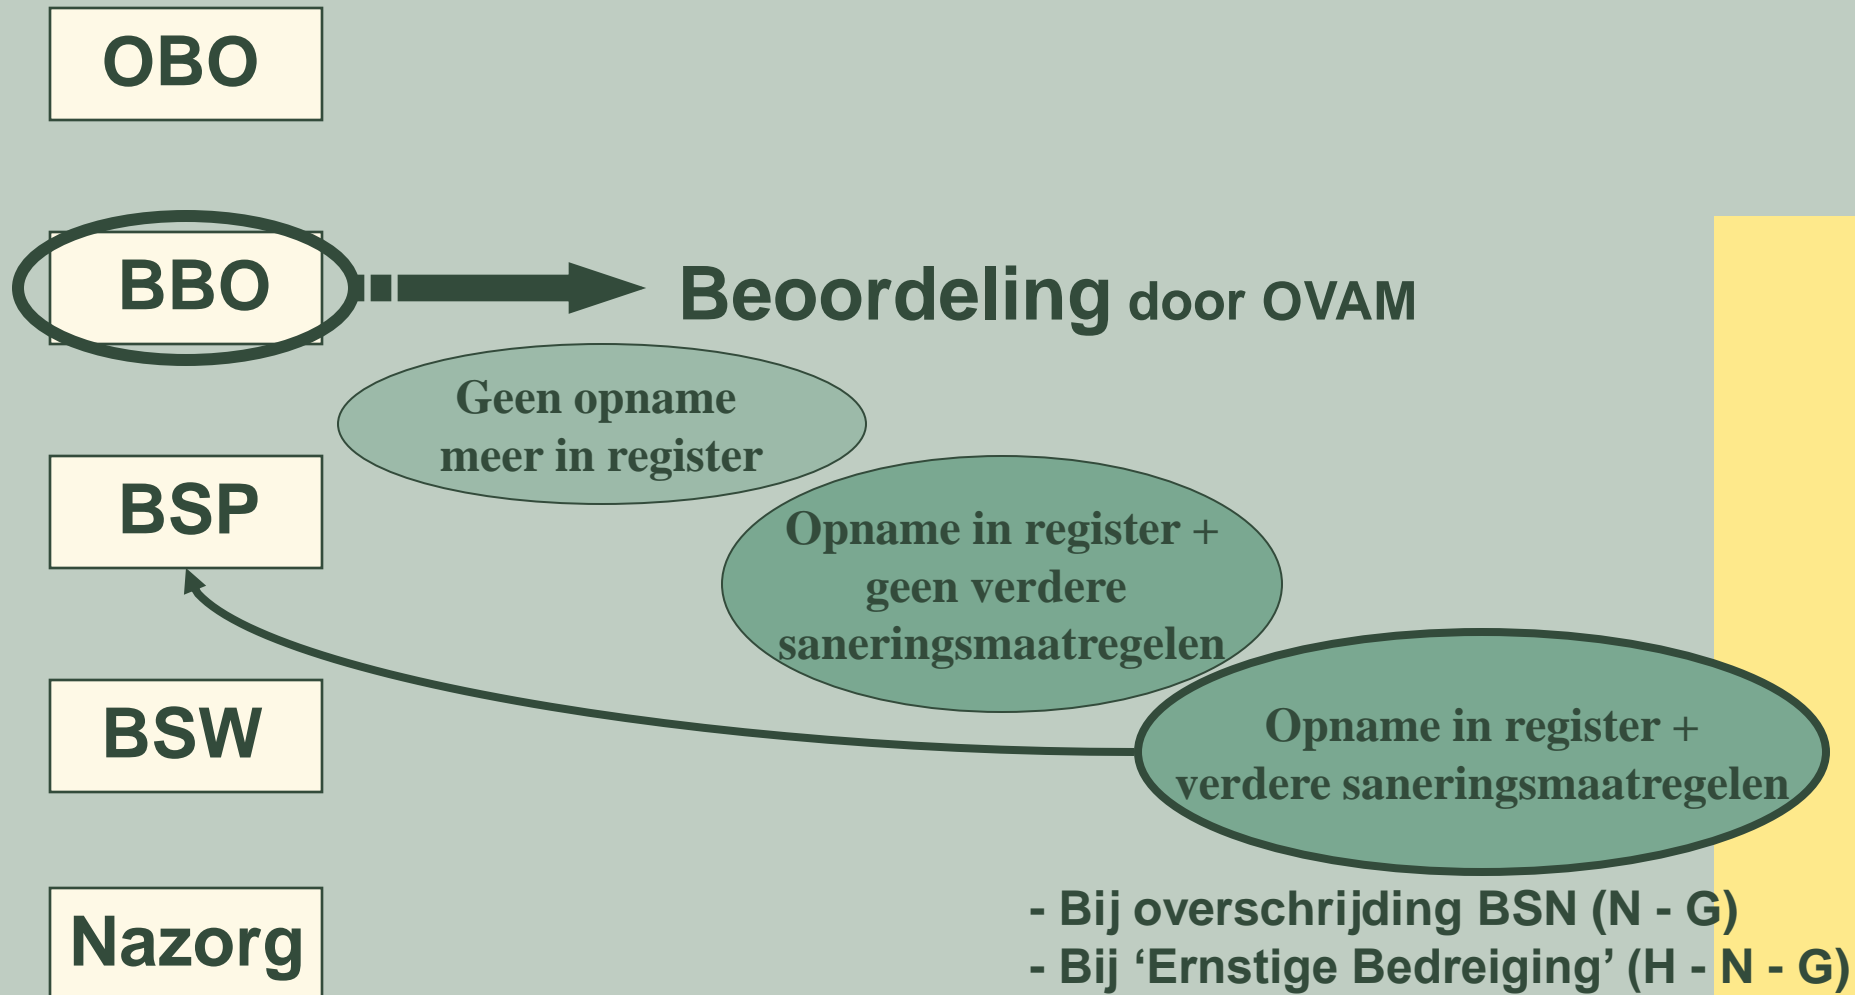 OBO
BBO
Beoordeling door OVAM
Geen opname
meer in register
BSP
Opname in register +
geen verdere
saneringsmaatregelen
BSW
Opname in register +
verdere saneringsmaatregelen
Nazorg
- Bij overschrijding BSN (N - G)
- Bij ‘Ernstige Bedreiging’ (H - N - G)